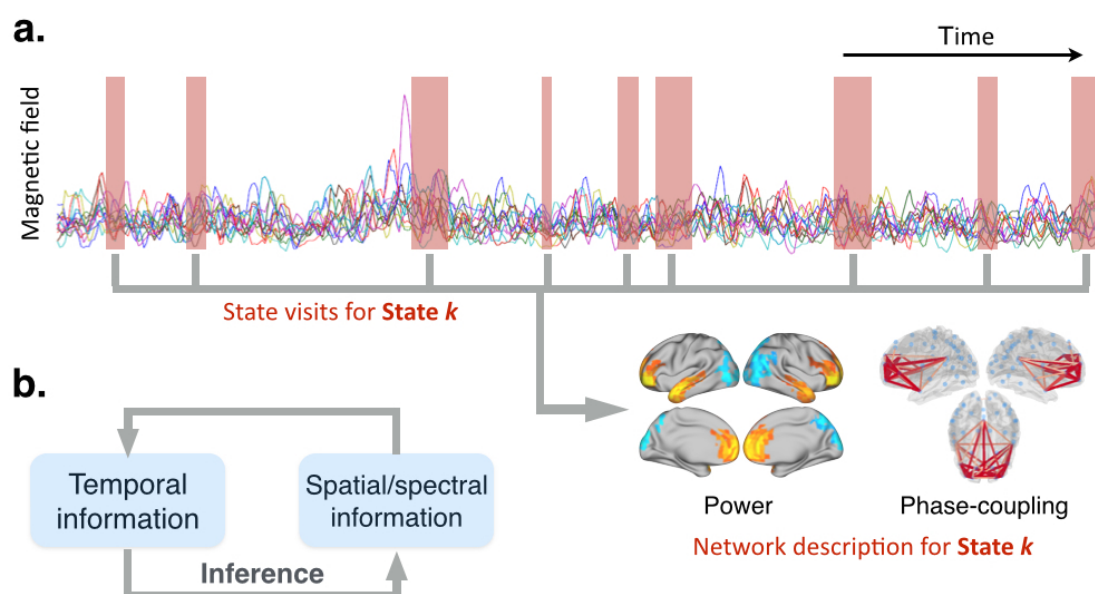 a.
Time
Magnetic field
State visits for State k
b.
Temporal
information
Spatial/spectral
information
Inference
Power
Phase-coupling
Network description for State k